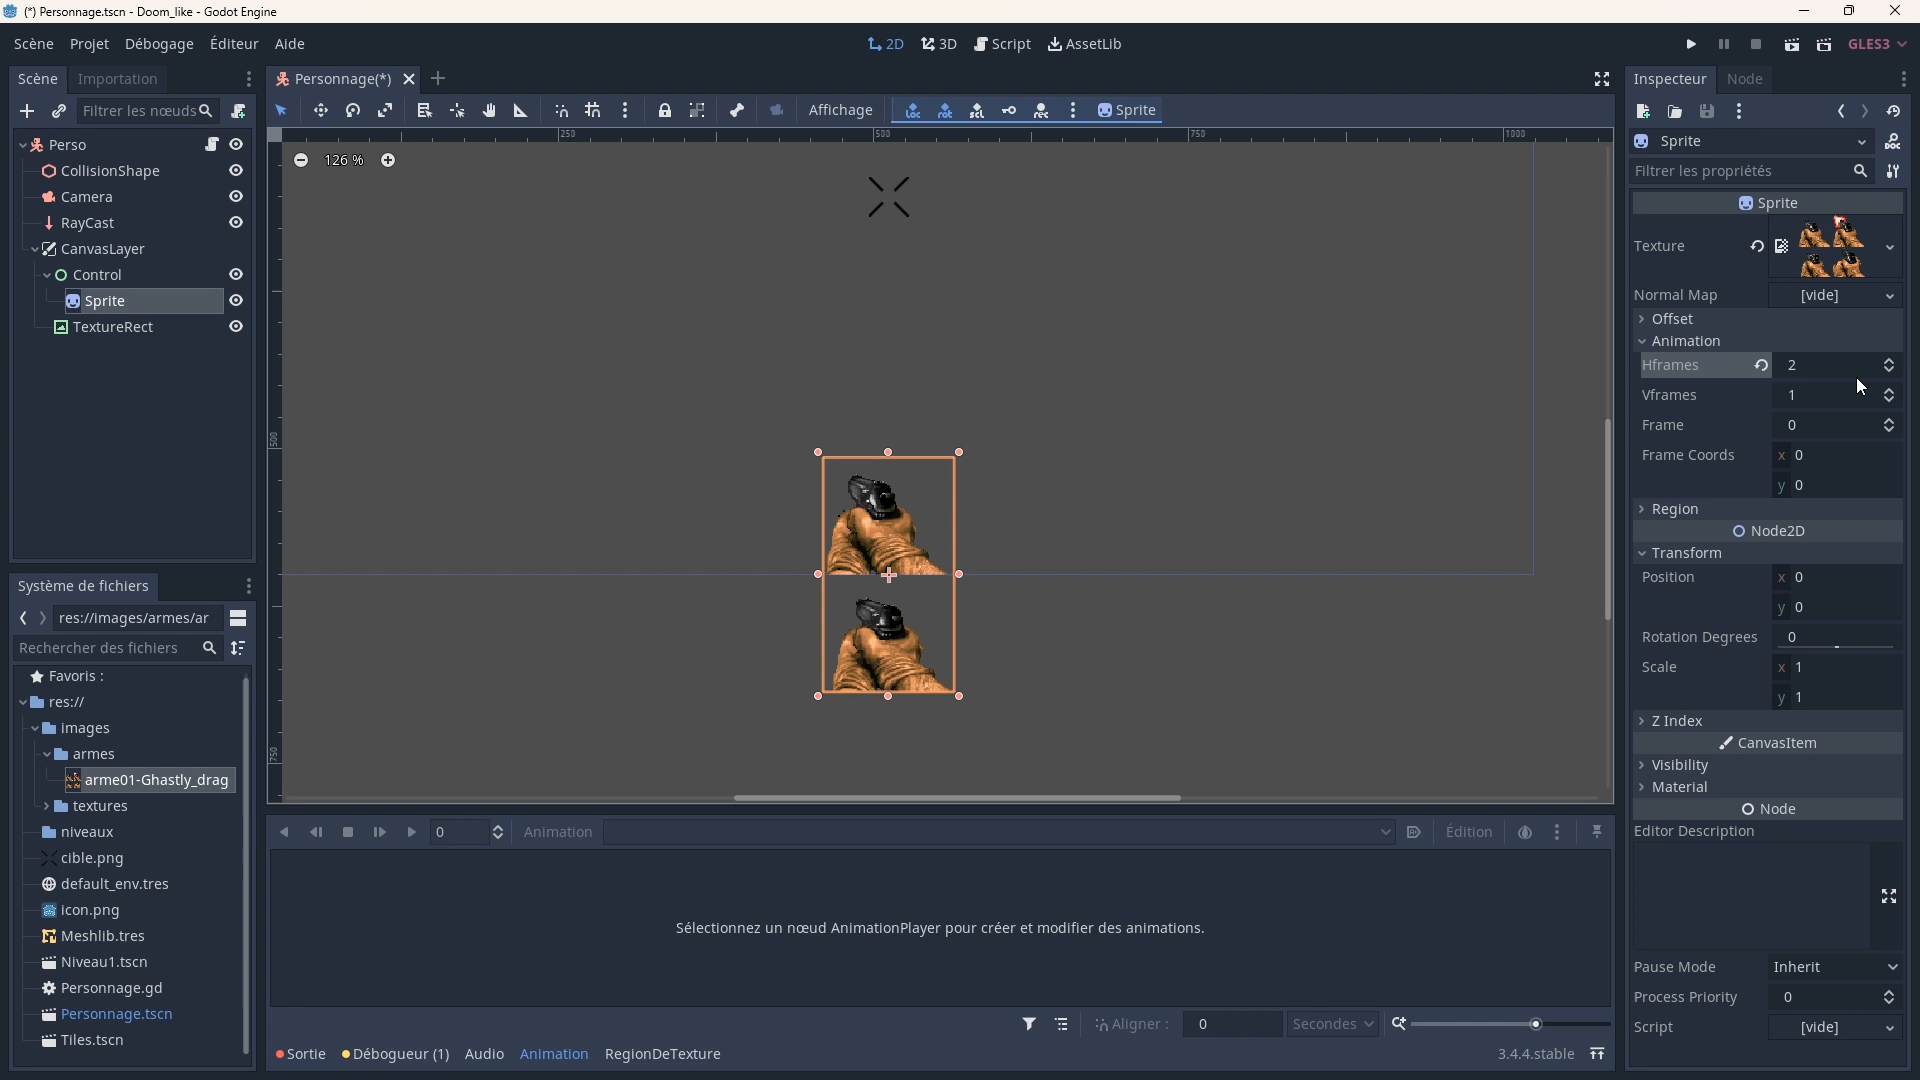 (*) Personnage.tscn - Doom_like - Godot Engine
Scène Projet Débogage Éditeur Aide
2D 3D Script AssetLib
GLES3
Scène Importation
Filtrer les nœuds
Perso
CollisionShape
Camera
RayCast
CanvasLayer
Control
Sprite
TextureRect
Système de fichiers
res://images/armes/ar
Rechercher des fichiers
Favoris :
res://
images
armes
arme01-Ghastly_drag
textures
niveaux
cible.png
default_env.tres
icon.png
Meshlib.tres
Niveau1.tscn
Personnage.gd
Personnage.tscn
Tiles.tscn
Personnage(*)
Affichage
Sprite
250 500 750 1000
126 %
500
750
0 Animation Édition
Sélectionnez un nœud AnimationPlayer pour créer et modifier des animations.
Aligner : 0 Secondes
Sortie Débogueur (1) Audio Animation RegionDeTexture
3.4.4.stable
Inspecteur Node
Sprite
Filtrer les propriétés
Sprite
Texture
Normal Map [vide]
Offset
Animation
Hframes 2
Vframes 1
Frame 0
Frame Coords x 0
y 0
Region
Node2D
Transform
Position x 0
y 0
Rotation Degrees 0
Scale x 1
y 1
Z Index
CanvasItem
Visibility
Material
Node
Editor Description
Pause Mode Inherit
Process Priority 0
Script [vide]